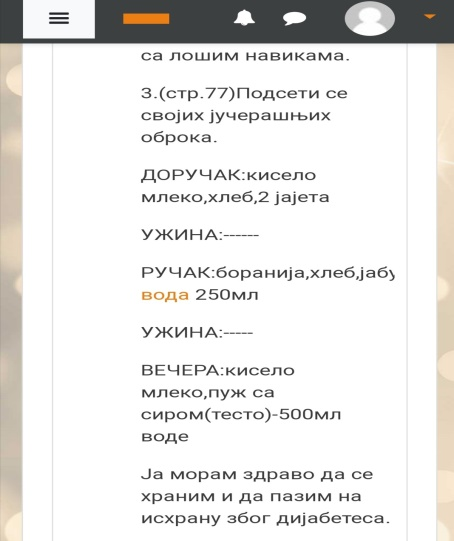 са лошим навикама.
3.(стр.77)Подсети се
својих јучерашњих
оброка.
ДОРУЧАК:кисело
млеко,хлеб,2 јајета
УЖИНА:------
РУЧАК:боранија,хлеб,јабу
вода 250мл
УЖИНА:-----
ВЕЧЕРА:кисело
млеко,пуж са
сиром(тесто)-500мл
воде
Ја морам здраво да се
храним и да пазим на
исхрану због дијабетеса.